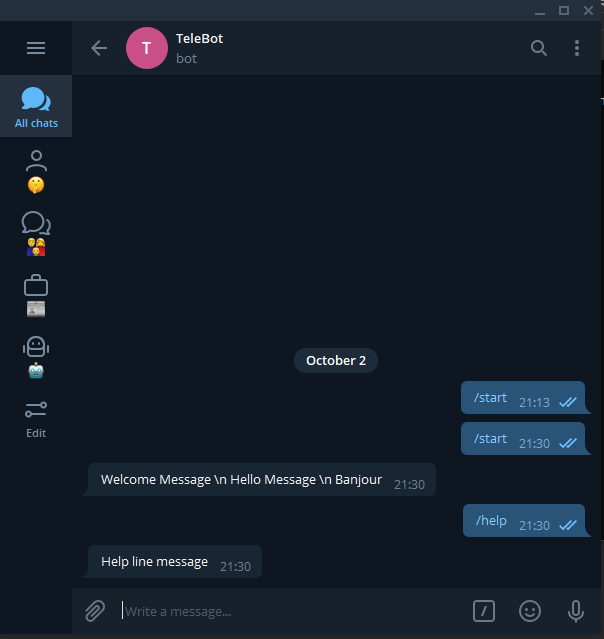 TeleBot
T
bot
All chats
Edit
October 2
/start 21:13
/start 21:30
Welcome Message \n Hello Message \n Banjour 21:30
/help 21:30
Help line message 21:30
Write a message...